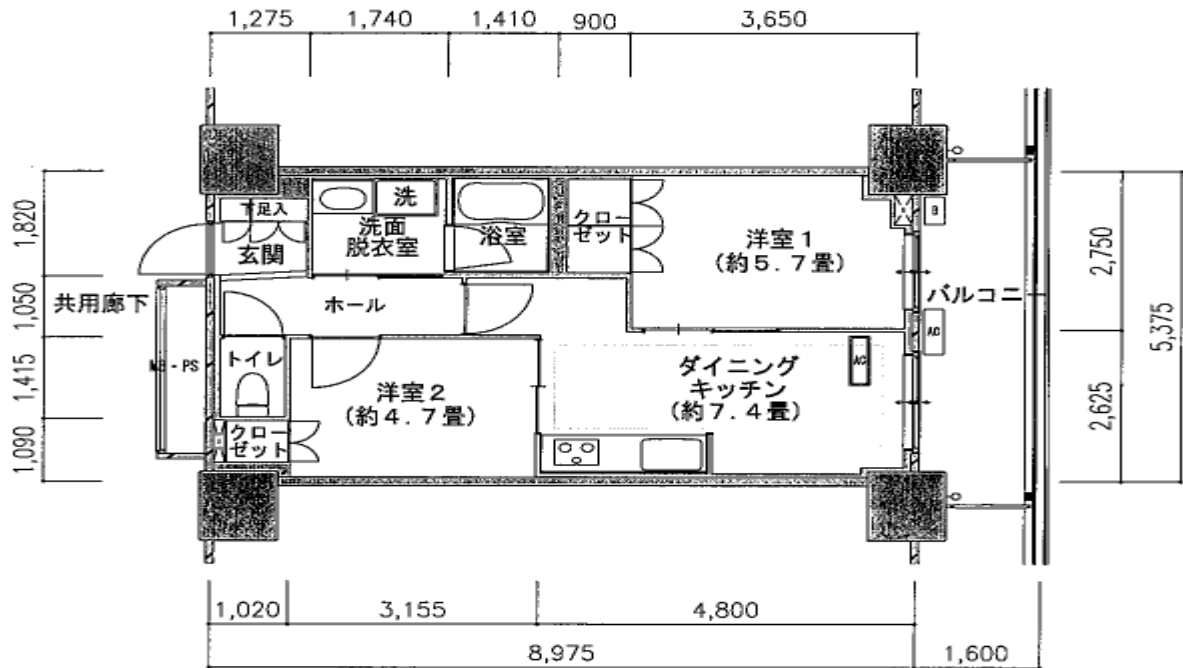 1,275
1,740
1,410
900
3,650
1,820
1,050
1,415
1,090
下足入
玄関
洗
洗面
脱衣室
浴室
クロー
ゼット
洋室1
(約5.7畳)
B
2,750
5,375
2,625
共用廊下
ホール
バルコニ
AC
MB-PS
トイレ
洋室2
(約4.7畳)
ダイニング
キッチン
(約7.4畳)
AC
クロー
ゼット
1,020
3,155
4,800
8,975
1,600